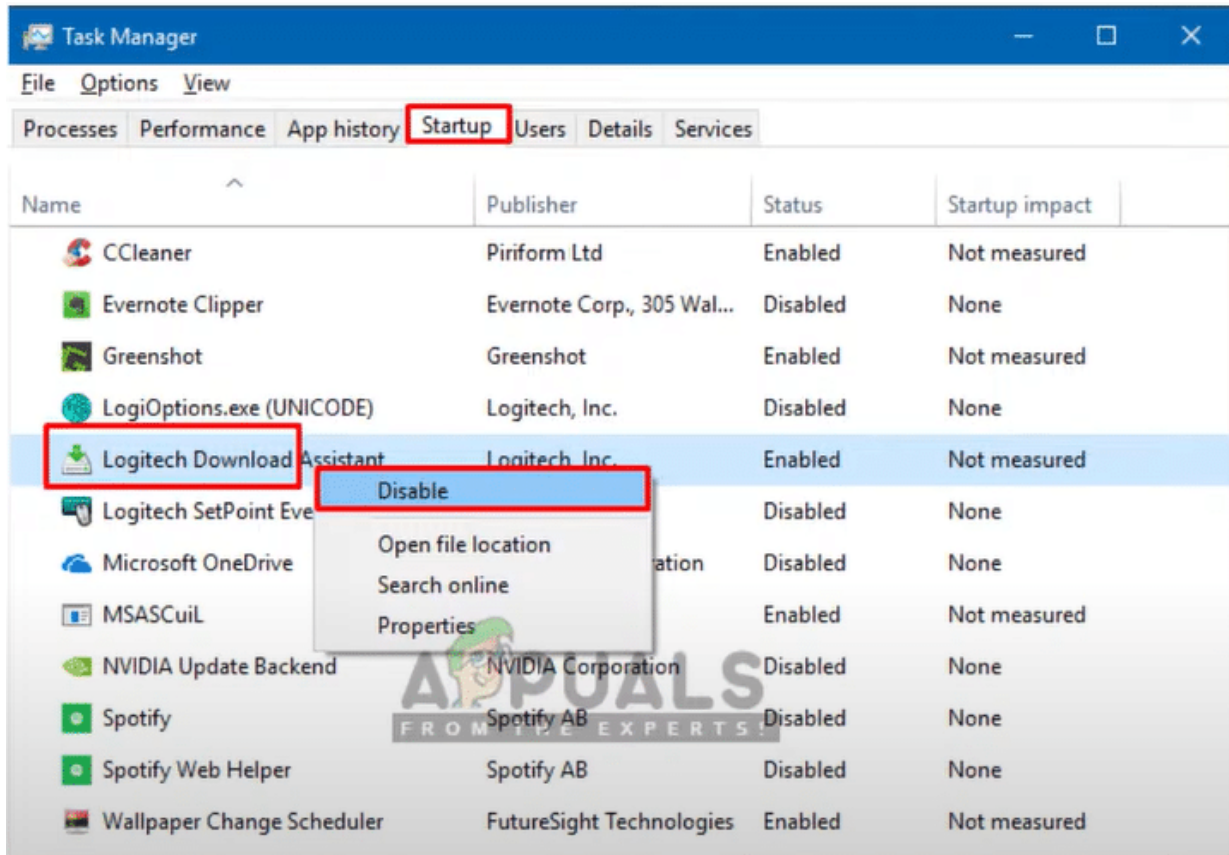 Task Manager
File Options View
Processes Performance App history Startup Users Details Services
Name Publisher Status Startup impact
CCleaner Piriform Ltd Enabled Not measured
Evernote Clipper Evernote Corp., 305 Wal... Disabled None
Greenshot Greenshot Enabled Not measured
LogiOptions.exe (UNICODE) Logitech, Inc. Disabled None
Logitech Download Assistant Logitech, Inc. Enabled Not measured
Disable
Logitech SetPoint Eve Disabled None
Open file location
Microsoft OneDrive ration Disabled None
Search online
MSASCuiL Enabled Not measured
Properties
NVIDIA Update Backend NVIDIA Corporation Disabled None
APPUALS
Spotify Spotify AB Disabled None
FROM THE EXPERTS!
Spotify Web Helper Spotify AB Disabled None
Wallpaper Change Scheduler FutureSight Technologies Enabled Not measured